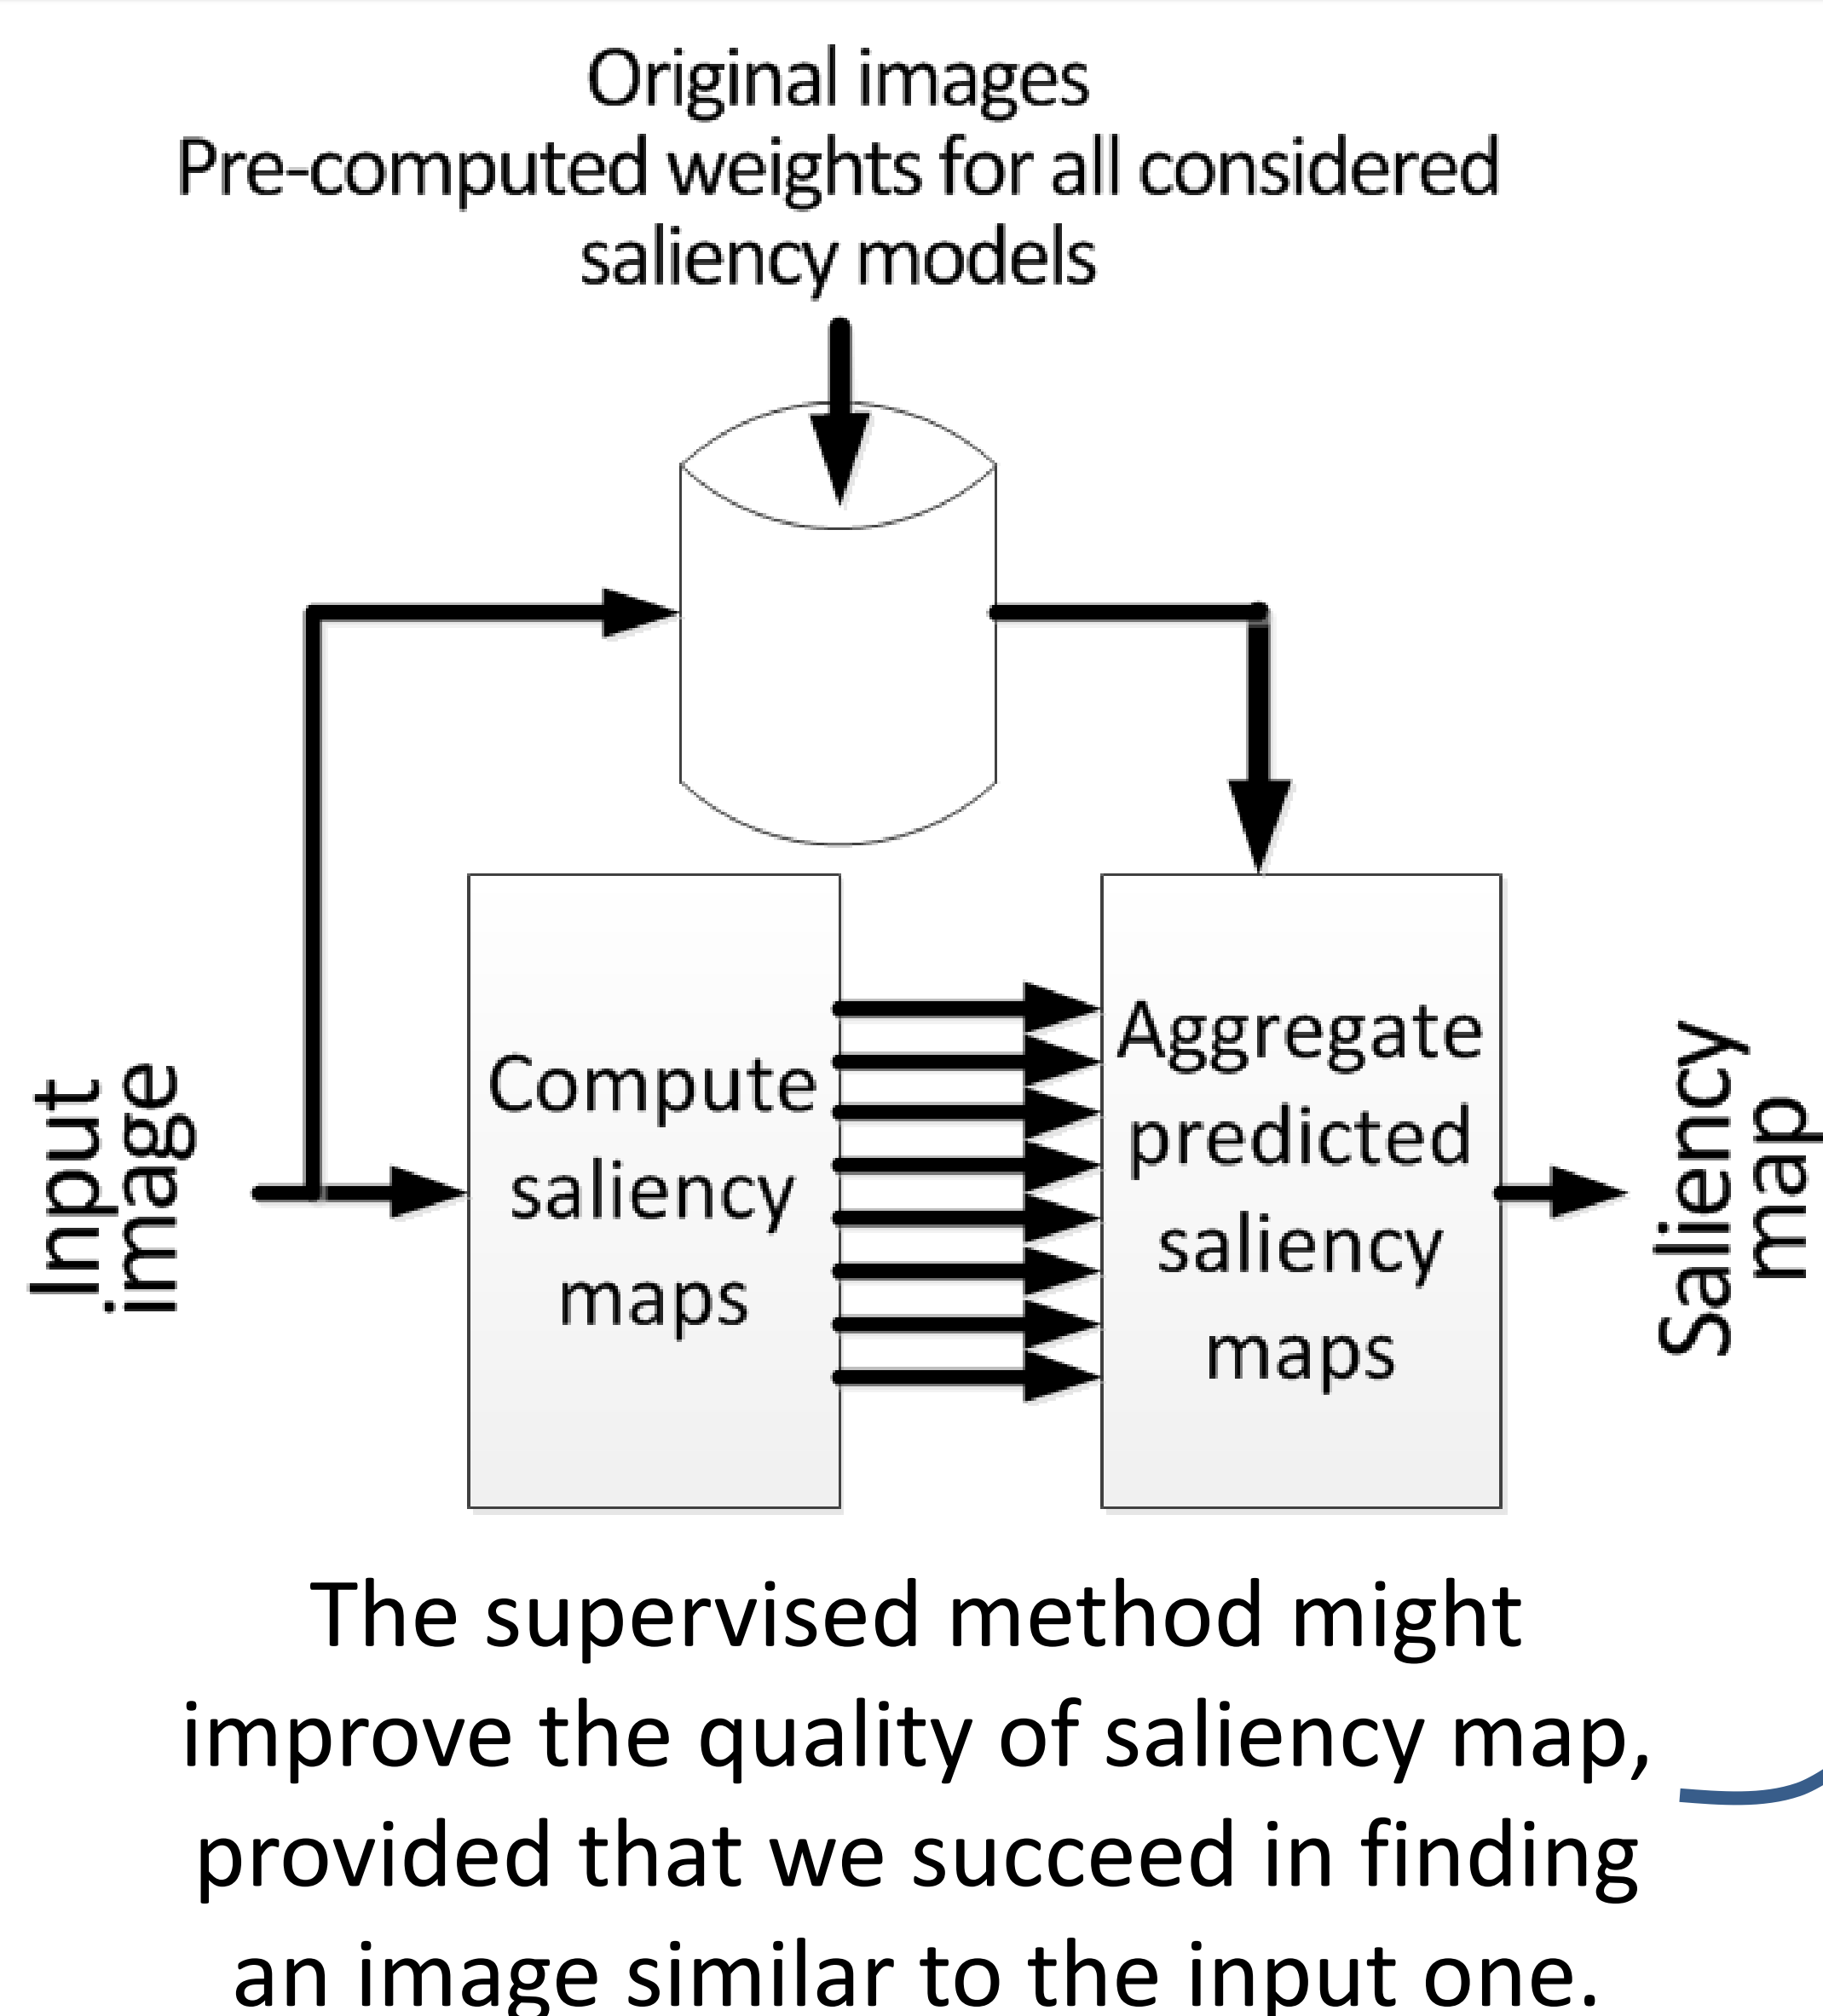 Original images
Pre-computed weights for all considered
saliency models
Input
image
Compute
saliency
maps
Aggregate
predicted
saliency
maps
Saliency
map
The supervised method might
improve the quality of saliency map,
provided that we succeed in finding
an image similar to the input one.